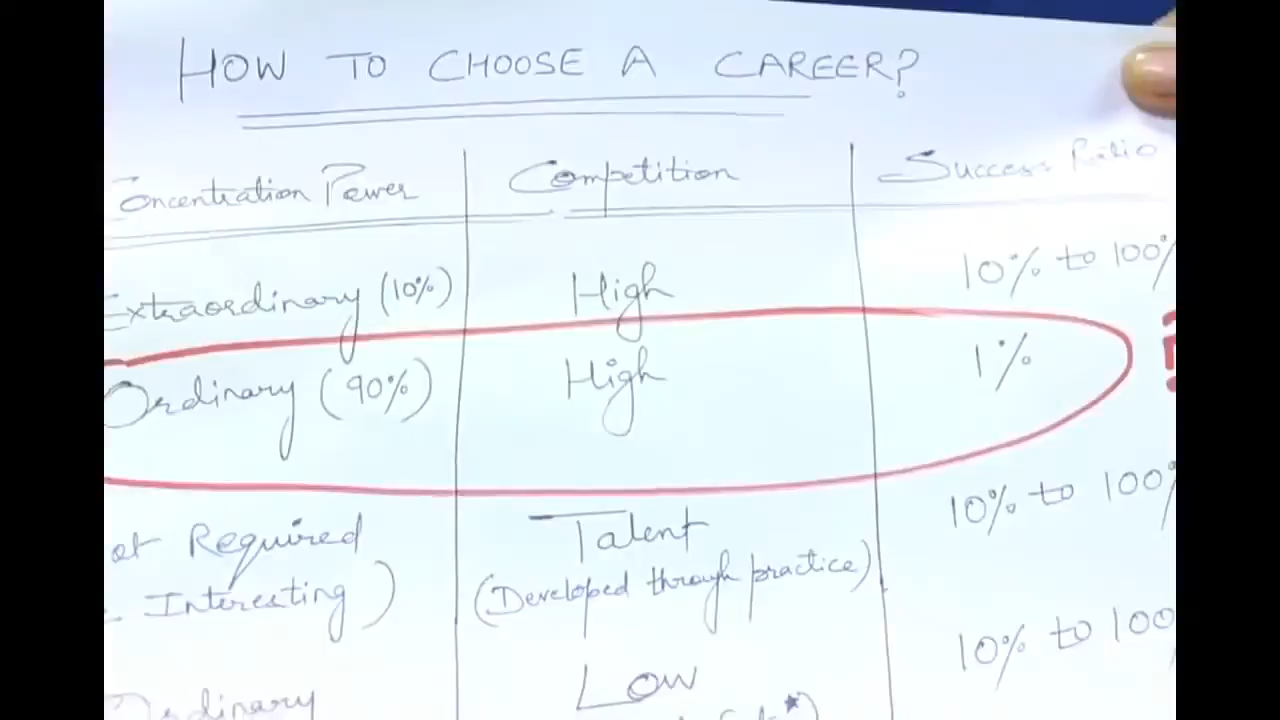 HOW TO CHOOSE A CAREER?
Concentration Power Competition Success Ratio
Extraordinary (10%) High 10% to 100%
Ordinary (90%) High 1%
Required Talent 10% to 100%
Interesting) (Developed through practice)
Ordinary Low 10% to 100